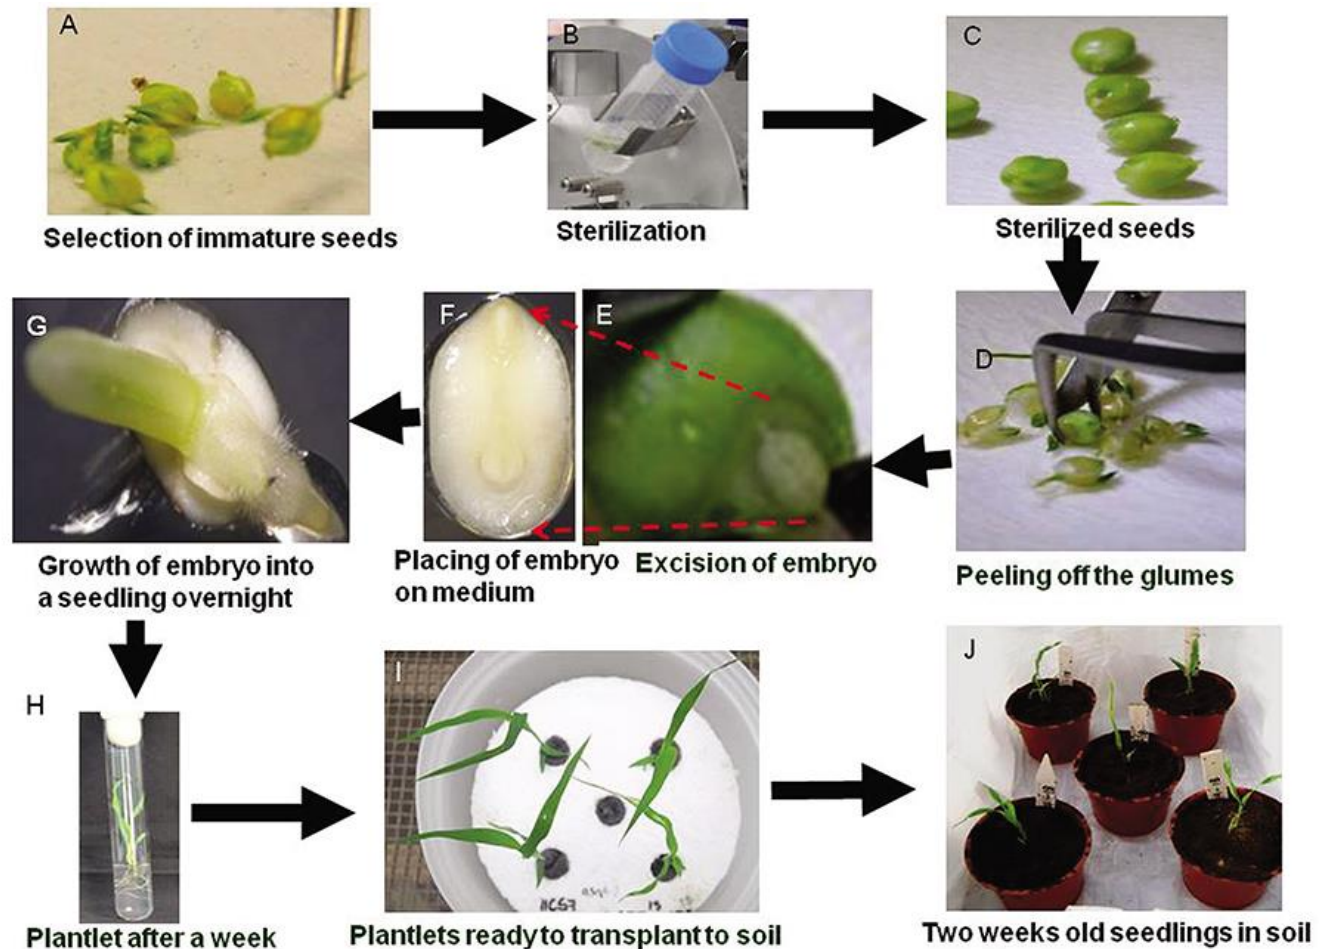 A
B
C
Selection of immature seeds
Sterilization
Sterilized seeds
G
F
E
D
Growth of embryo into
a seedling overnight
Placing of embryo
on medium
Excision of embryo
Peeling off the glumes
H
I
J
Plantlet after a week
Plantlets ready to transplant to soil
Two weeks old seedlings in soil